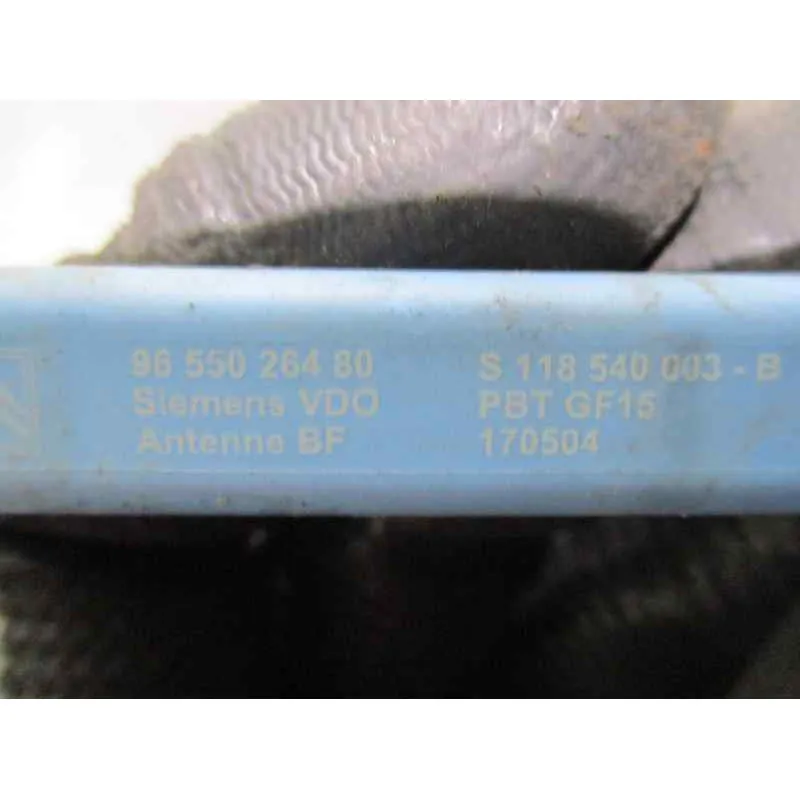 96 550 264 80
Siemens VDO
Antenne BF
S 118 540 003 - B
PBT GF15
170504